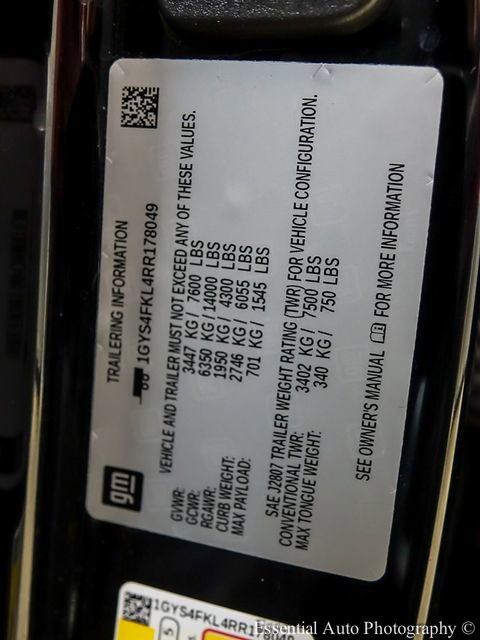 TRAILERING INFORMATION
gm
1GYS4FKL4RR178049
VEHICLE AND TRAILER MUST NOT EXCEED ANY OF THESE VALUES.
GVWR: 3447 KG/ 7600 LBS
GCWR: 6350 KG/ 14000 LBS
RGAWR: 1950 KG/ 4300 LBS
CURB WEIGHT: 2746 KG/ 6055 LBS
MAX PAYLOAD: 701 KG/ 1545 LBS
SAE J2807 TRAILER WEIGHT RATING (TWR) FOR VEHICLE CONFIGURATION.
CONVENTIONAL TWR: 3402 KG/ 7500 LBS
MAX TONGUE WEIGHT: 340 KG/ 750 LBS
SEE OWNER'S MANUAL FOR MORE INFORMATION
1GYS4FKL4RR178049
Essential Auto Photography ©